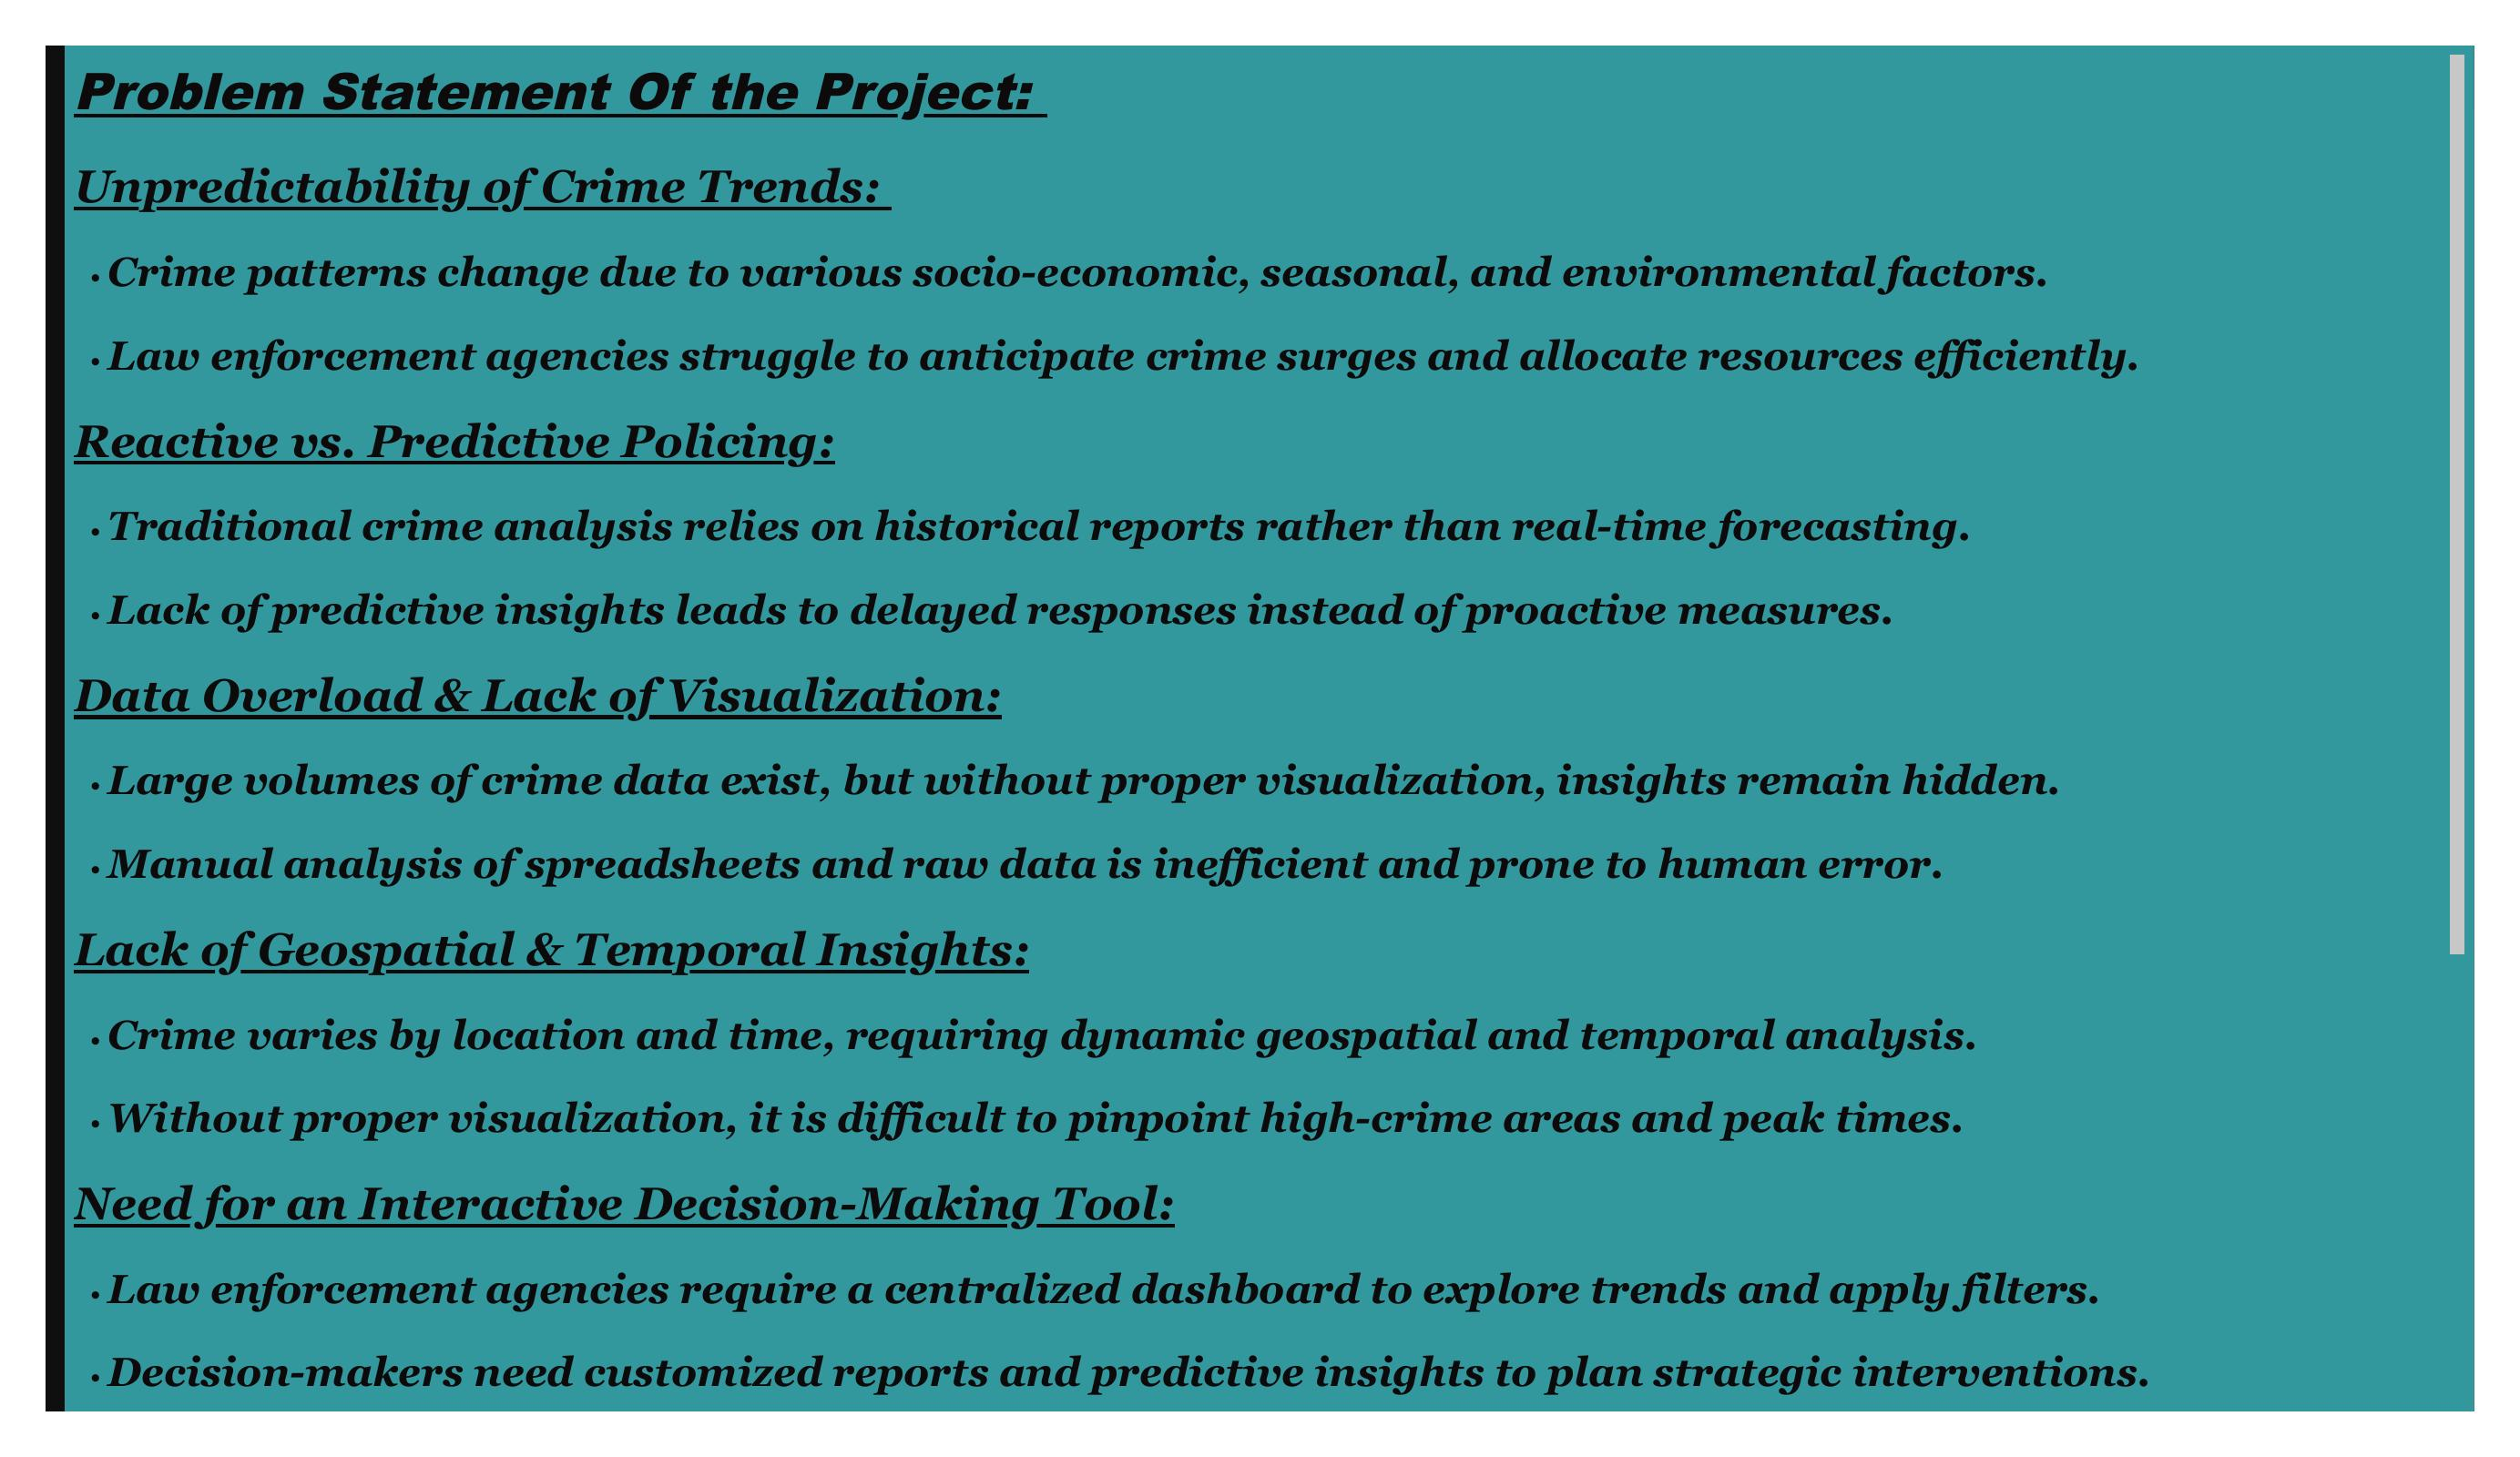 Problem Statement Of the Project:
Unpredictability of Crime Trends:
• Crime patterns change due to various socio-economic, seasonal, and environmental factors.
• Law enforcement agencies struggle to anticipate crime surges and allocate resources efficiently.
Reactive vs. Predictive Policing:
• Traditional crime analysis relies on historical reports rather than real-time forecasting.
• Lack of predictive insights leads to delayed responses instead of proactive measures.
Data Overload & Lack of Visualization:
• Large volumes of crime data exist, but without proper visualization, insights remain hidden.
• Manual analysis of spreadsheets and raw data is inefficient and prone to human error.
Lack of Geospatial & Temporal Insights:
• Crime varies by location and time, requiring dynamic geospatial and temporal analysis.
• Without proper visualization, it is difficult to pinpoint high-crime areas and peak times.
Need for an Interactive Decision-Making Tool:
• Law enforcement agencies require a centralized dashboard to explore trends and apply filters.
• Decision-makers need customized reports and predictive insights to plan strategic interventions.